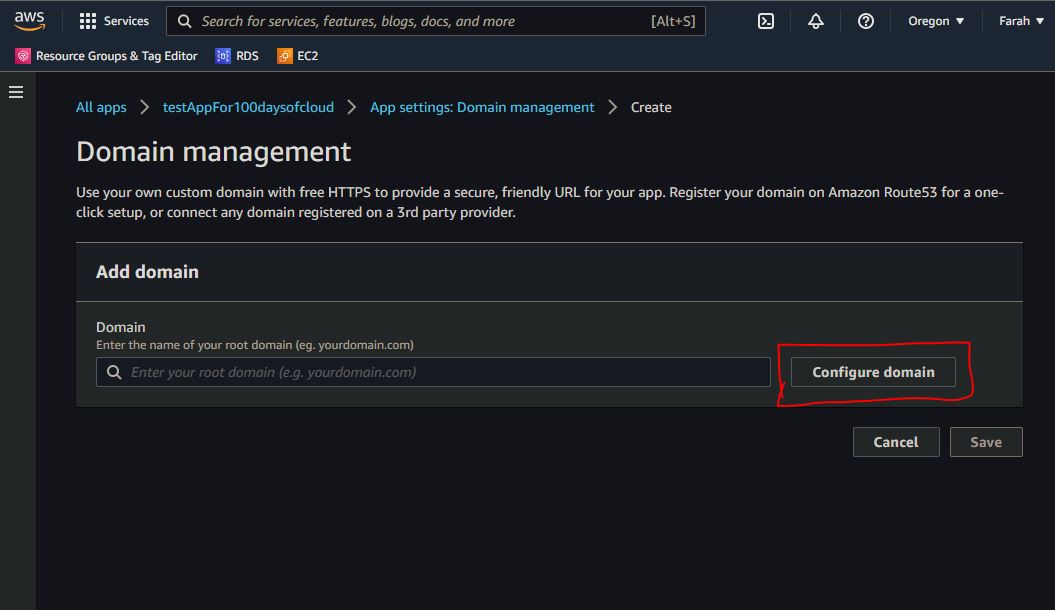 aws Services Search for services, features, blogs, docs, and more [Alt+S] Oregon Farah
Resource Groups & Tag Editor RDS EC2
All apps testAppFor100daysofcloud App settings: Domain management Create
Domain management
Use your own custom domain with free HTTPS to provide a secure, friendly URL for your app. Register your domain on Amazon Route53 for a one-
click setup, or connect any domain registered on a 3rd party provider.
Add domain
Domain
Enter the name of your root domain (eg. yourdomain.com)
Enter your root domain (e.g. yourdomain.com) Configure domain
Cancel Save